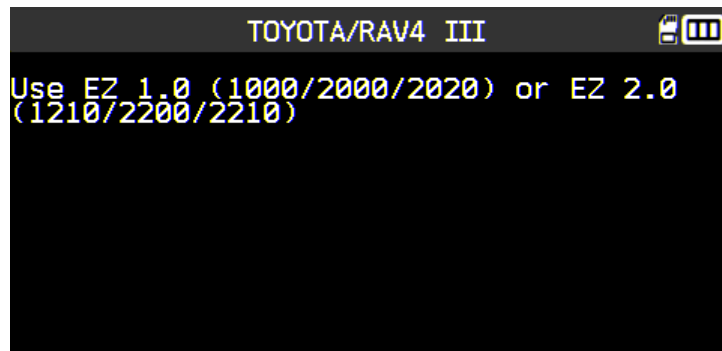 TOYOTA/RAV4 III
Use EZ 1.0 (1000/2000/2020) or EZ 2.0
(1210/2200/2210)